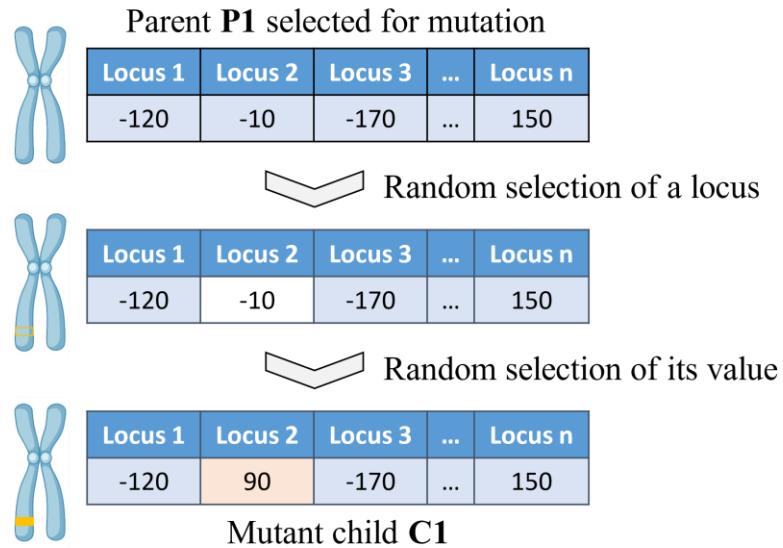 Parent P1 selected for mutation
Locus 1 Locus 2 Locus 3 ... Locus n
-120 -10 -170 ... 150
Random selection of a locus
Locus 1 Locus 2 Locus 3 ... Locus n
-120 -10 -170 ... 150
Random selection of its value
Locus 1 Locus 2 Locus 3 ... Locus n
-120 90 -170 ... 150
Mutant child C1